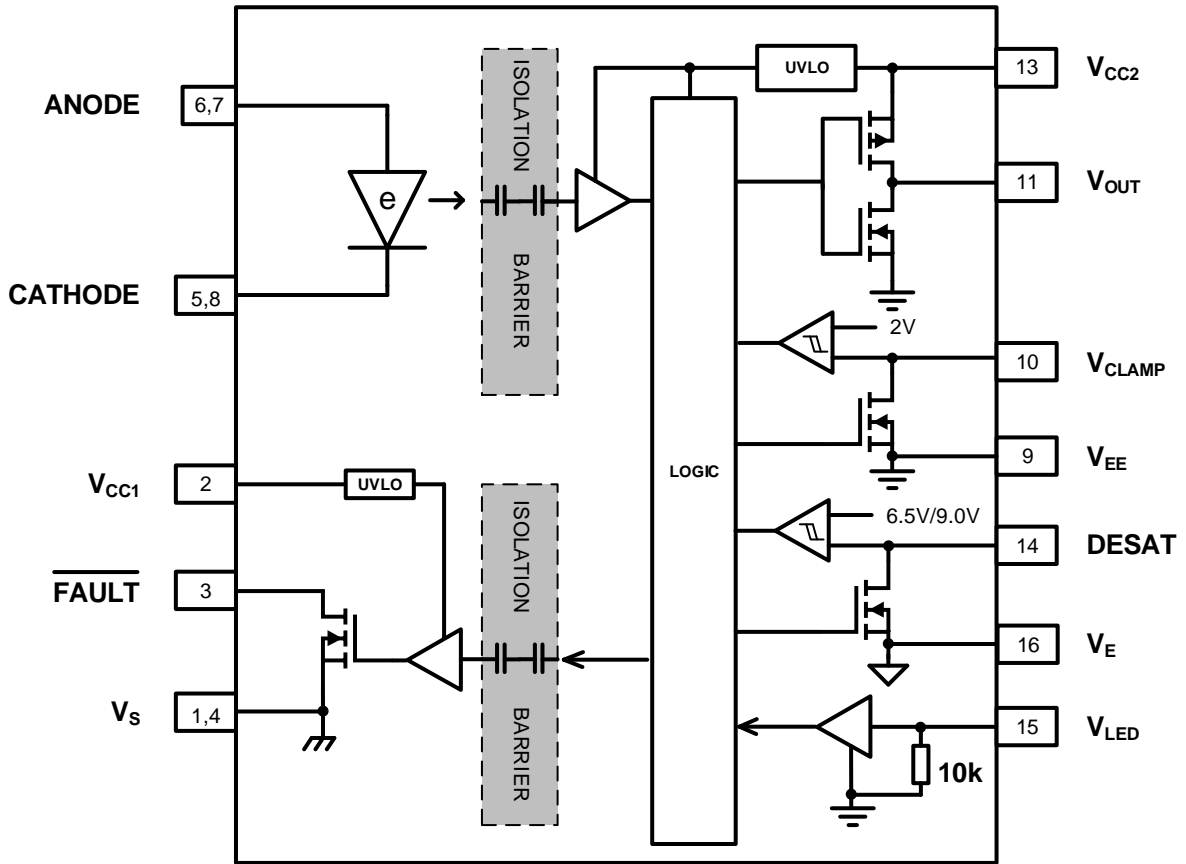 ANODE
6,7
CATHODE
5,8
e
ISOLATION
BARRIER
UVLO
13
VCC2
11
VOUT
2V
10
VCLAMP
9
VEE
LOGIC
VCC1
2
UVLO
FAULT
3
VS
1,4
ISOLATION
BARRIER
6.5V/9.0V
14
DESAT
16
VE
15
VLED
10k